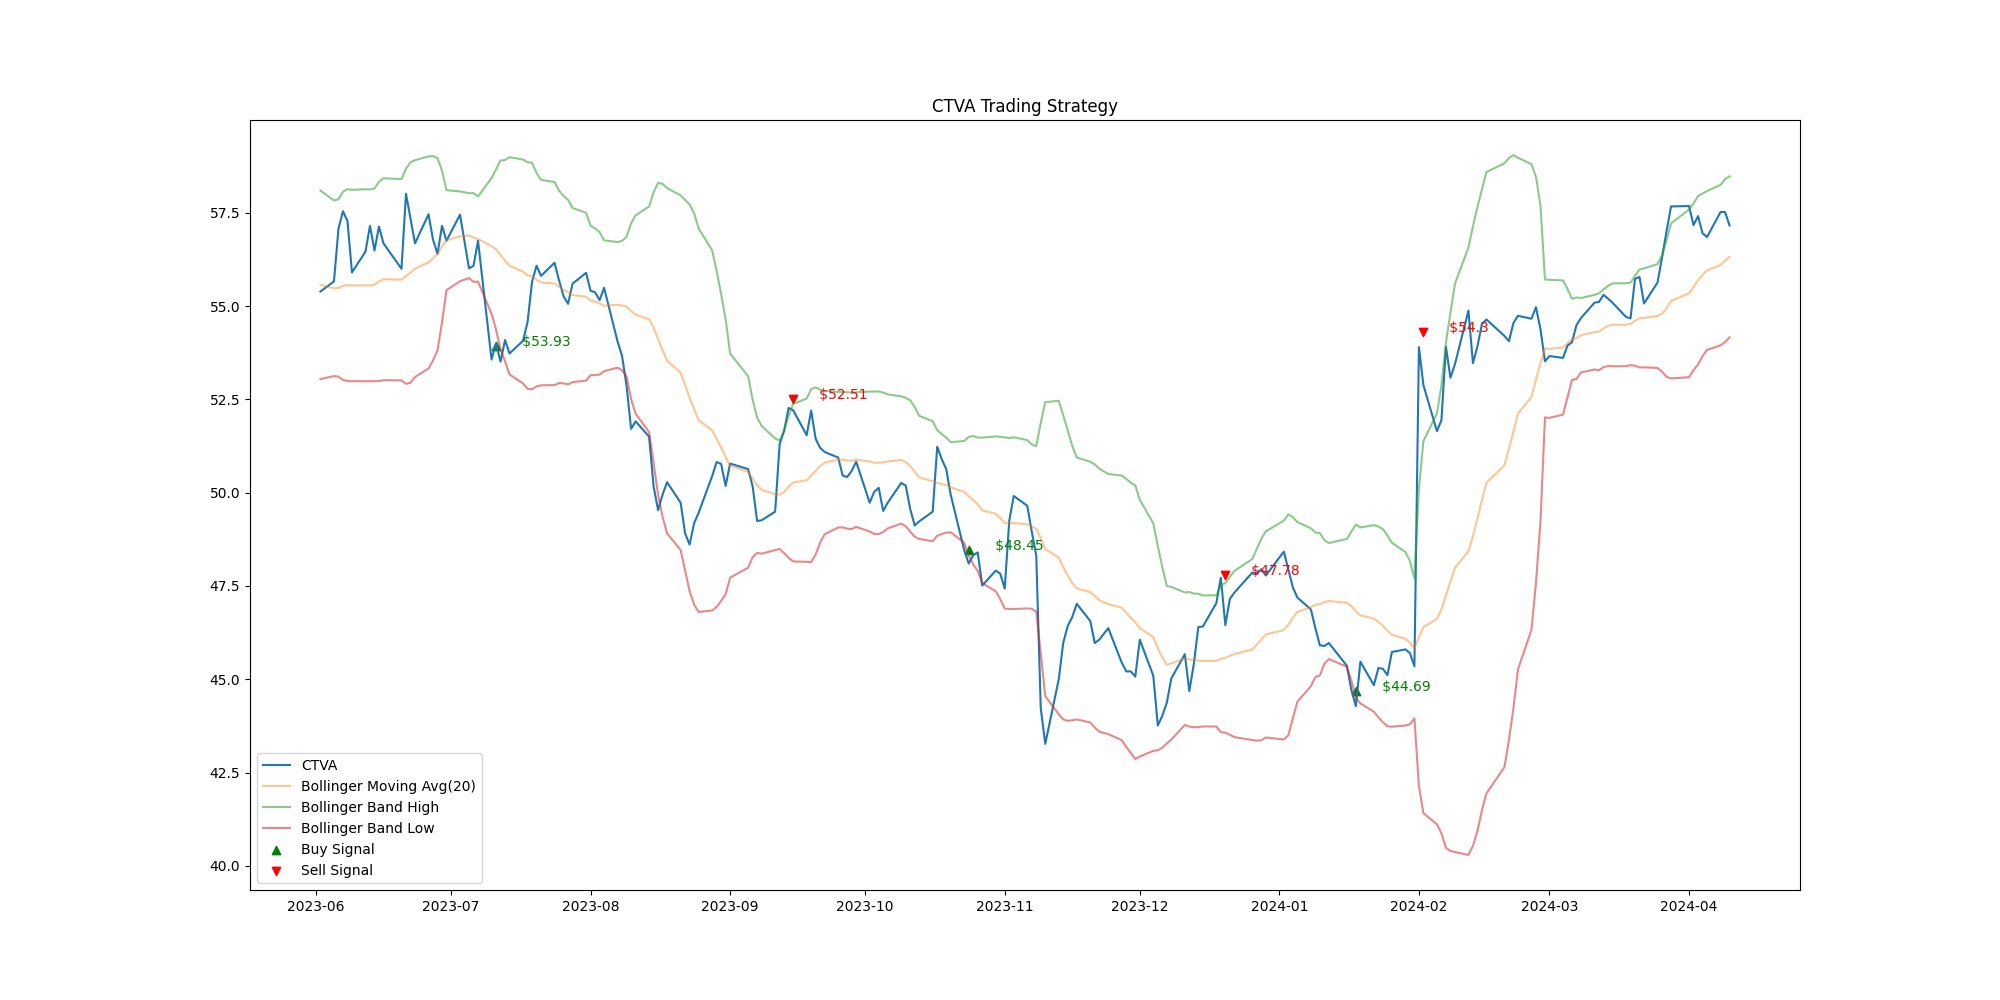 CTVA Trading Strategy
57.5
55.0
52.5
50.0
47.5
45.0
42.5
40.0
$53.93
$52.51
$48.45
$47.78
$44.69
$54.3
CTVA
Bollinger Moving Avg(20)
Bollinger Band High
Bollinger Band Low
Buy Signal
Sell Signal
2023-06 2023-07 2023-08 2023-09 2023-10 2023-11 2023-12 2024-01 2024-02 2024-03 2024-04